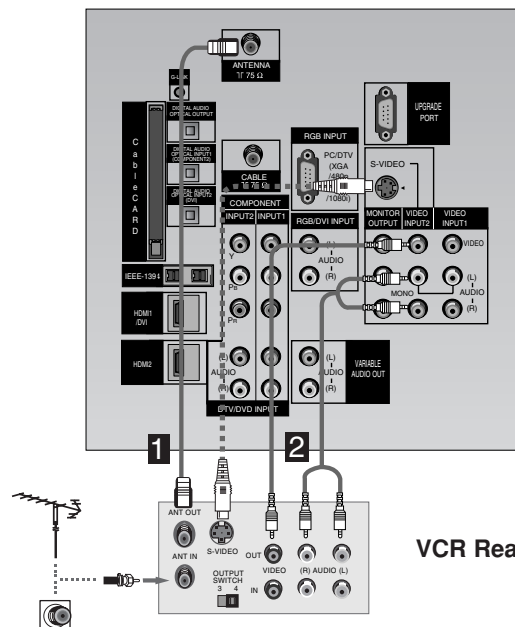 ANTENNA
75 Ω
G-LINK
DIGITAL AUDIO
OPTICAL OUTPUT
DIGITAL AUDIO
OPTICAL INPUT1
(COMPONENT2)
DIGITAL AUDIO
OPTICAL INPUT2
(DVI)
CableCARD
IEEE-1394
HDMI1
/DVI
HDMI2
CABLE
75 Ω
COMPONENT
INPUT2 INPUT1
Y
PB
PR
(L)
AUDIO
(R)
DTV/DVD INPUT
RGB INPUT
PC/DTV
(XGA
/480p
/1080i)
RGB/DVI INPUT
(L)
AUDIO
(R)
(L)
AUDIO
(R)
VARIABLE
AUDIO OUT
UPGRADE
PORT
S-VIDEO
MONITOR
OUTPUT
VIDEO
INPUT2
VIDEO
INPUT1
VIDEO
MONO
(L)
AUDIO
(R)
1
2
ANT OUT
ANT IN
S-VIDEO
OUTPUT
SWITCH
3 4
OUT
VIDEO
IN
(R) AUDIO (L)
VCR Rea